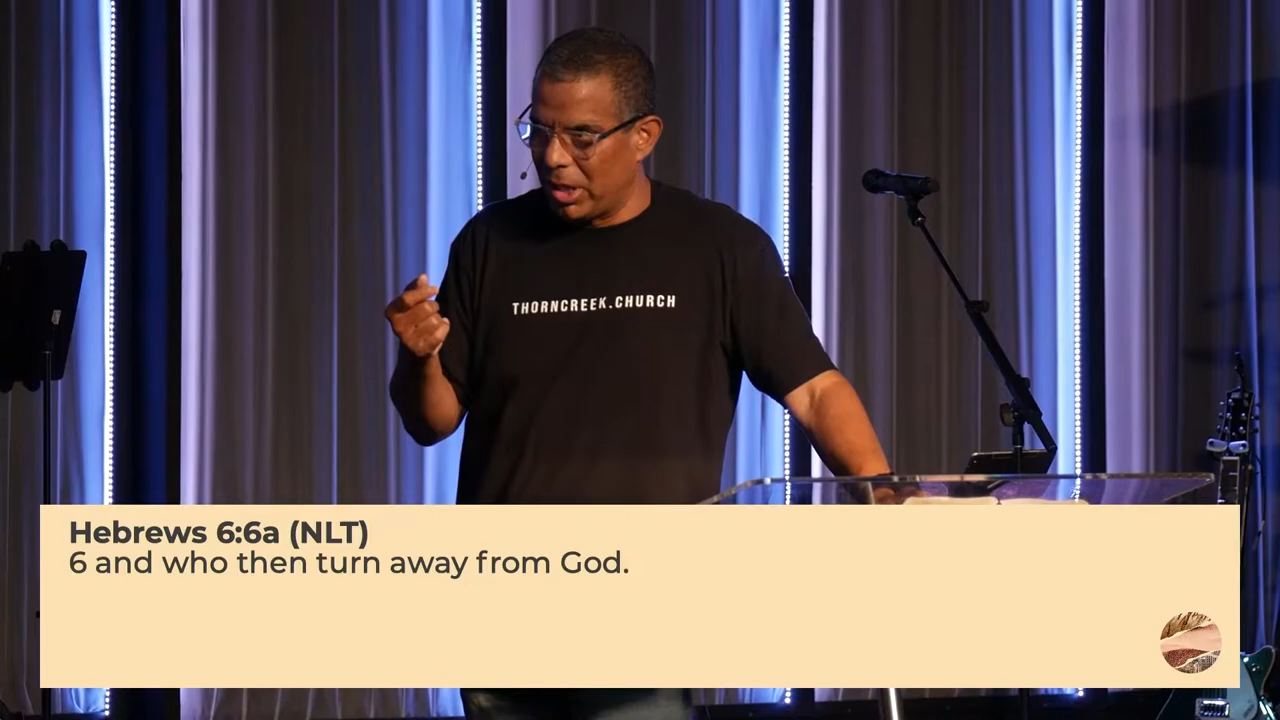 THORNCREEK.CHURCH
Hebrews 6:6a (NLT)
6 and who then turn away from God.